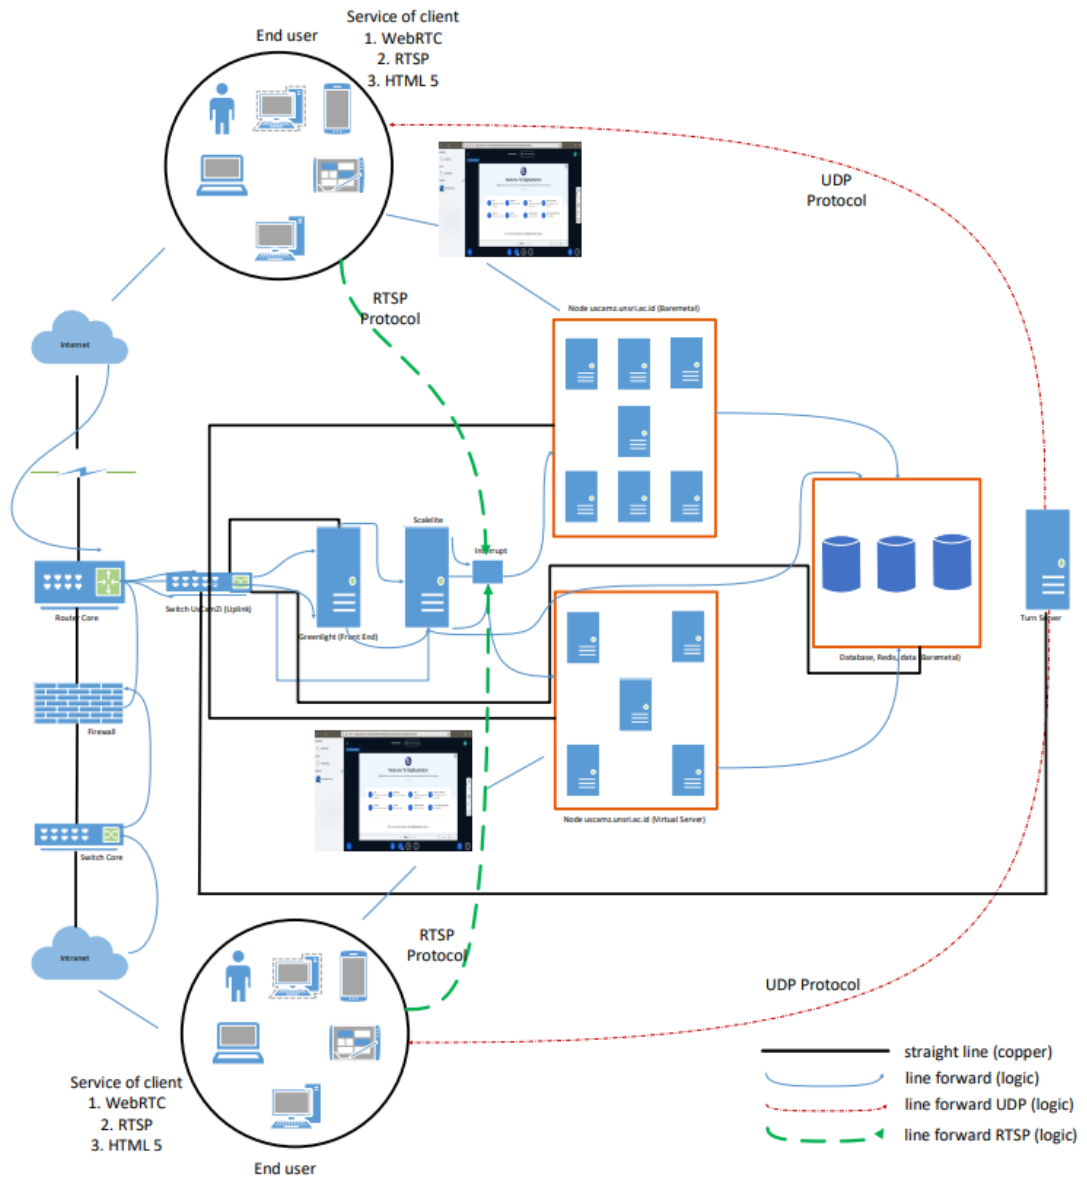 Service of client
End user
1. WebRTC
2. RTSP
3. HTML 5
UDP
Protocol
RTSP
Protocol
Node uscamz.unsri.ac.id (Baremetal)
Internet
Scalelite
Interrupt
Switch UsCamZi (Uplink)
Router Core
Greenlight (Front End)
Turn Server
Database, Redis, data (Baremetal)
Firewall
Welcome To BigBlueButton
Node uscamz.unsri.ac.id (Virtual Server)
Switch Core
RTSP
Protocol
Intranet
UDP Protocol
straight line (copper)
line forward (logic)
line forward UDP (logic)
line forward RTSP (logic)
Service of client
1. WebRTC
2. RTSP
3. HTML 5
End user